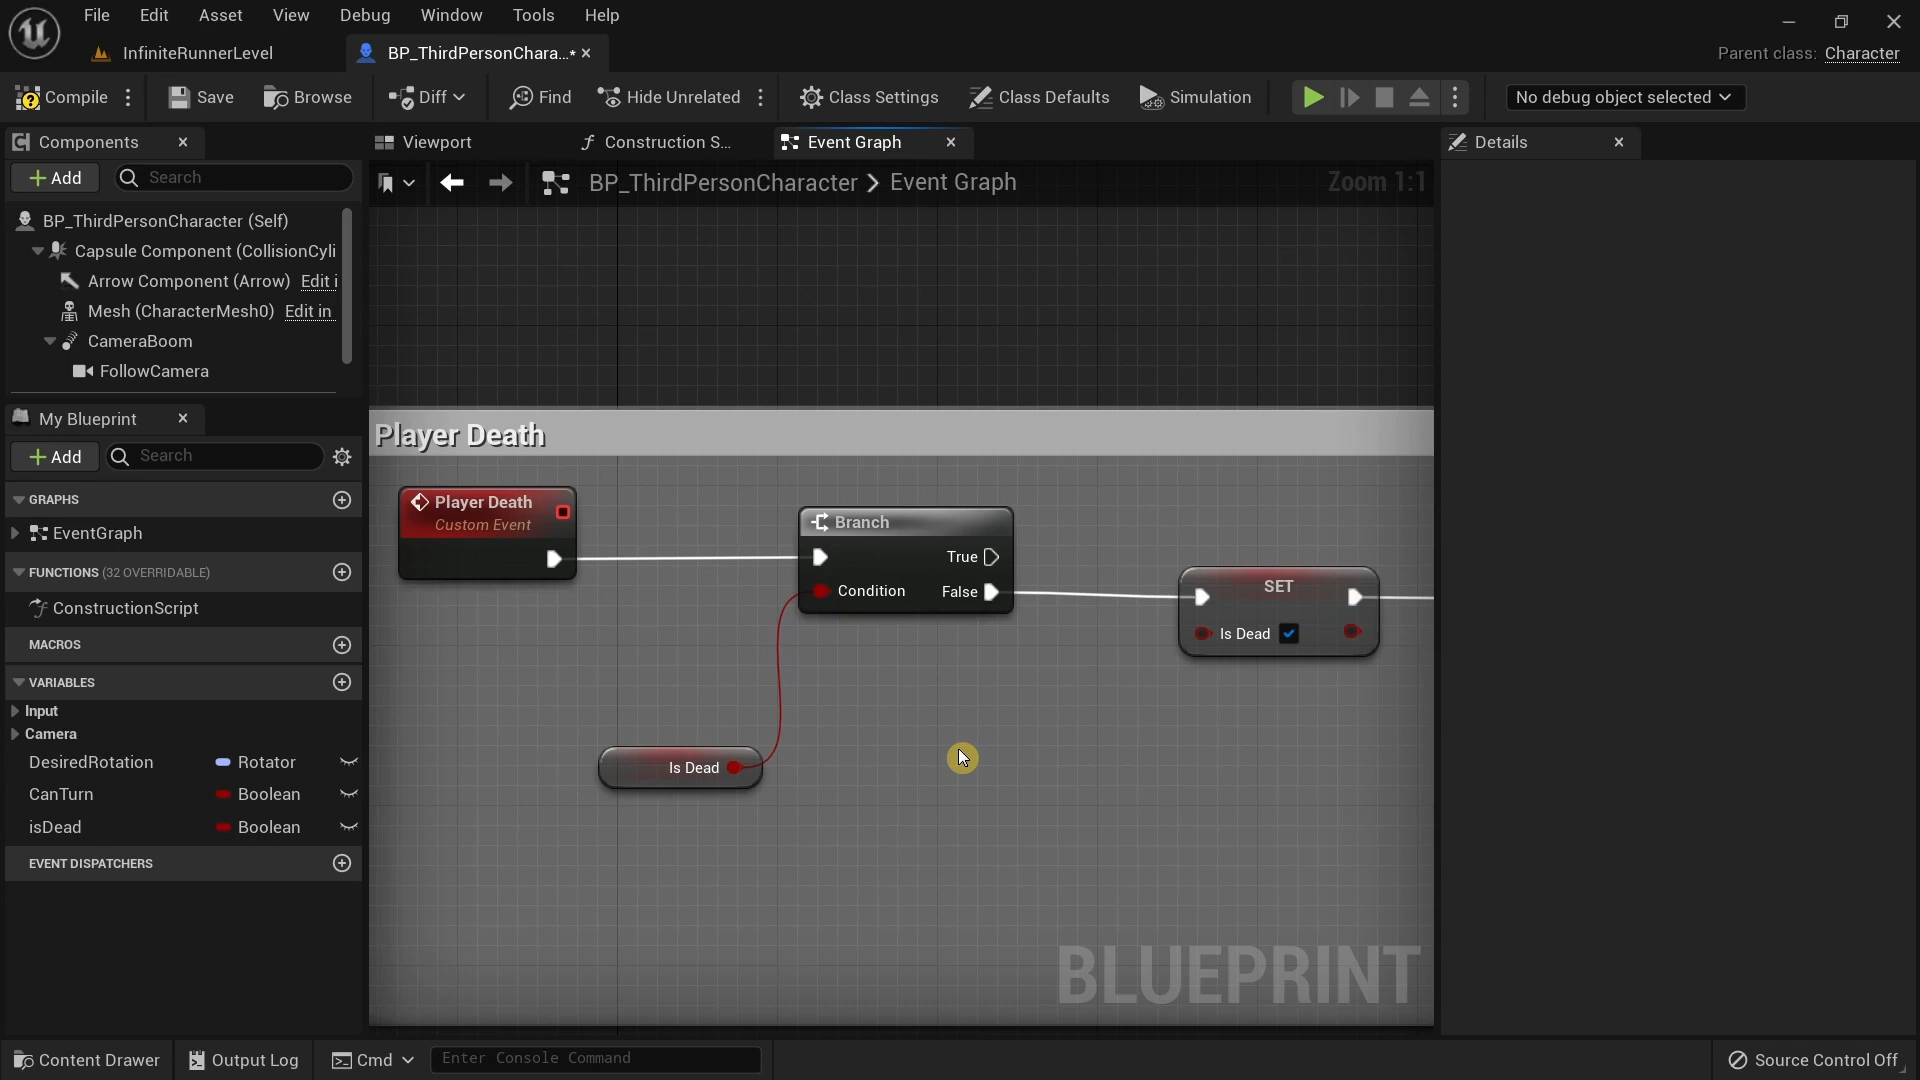 File Edit Asset View Debug Window Tools Help
InfiniteRunnerLevel
BP_ThirdPersonChara...*
Parent class: Character
Compile Save Browse Diff Find Hide Unrelated Class Settings Class Defaults Simulation No debug object selected
Components
Viewport
Construction S...
Event Graph
Details
Add
Search
BP_ThirdPersonCharacter > Event Graph
Zoom 1:1
BP_ThirdPersonCharacter (Self)
Capsule Component (CollisionCyli
Arrow Component (Arrow) Edit i
Mesh (CharacterMesh0) Edit in
CameraBoom
FollowCamera
My Blueprint
Add
Search
GRAPHS
EventGraph
FUNCTIONS (32 OVERRIDABLE)
ConstructionScript
MACROS
VARIABLES
Input
Camera
DesiredRotation Rotator
CanTurn Boolean
isDead Boolean
EVENT DISPATCHERS
Player Death
Player Death
Custom Event
Branch
True
Condition False
SET
Is Dead
Is Dead
BLUEPRINT
Content Drawer Output Log Cmd Enter Console Command Source Control Off